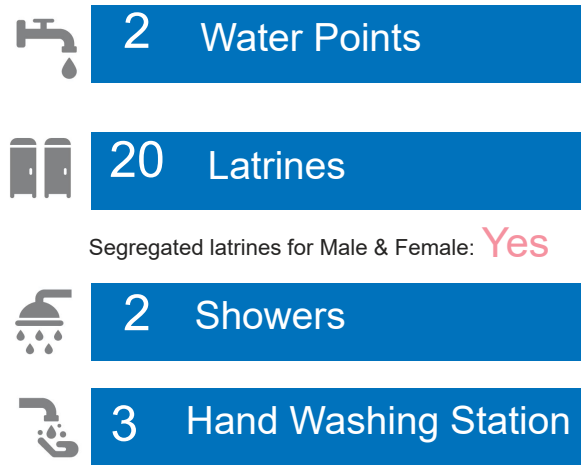 2 Water Points
20 Latrines
Segregated latrines for Male & Female: Yes
2 Showers
3 Hand Washing Station